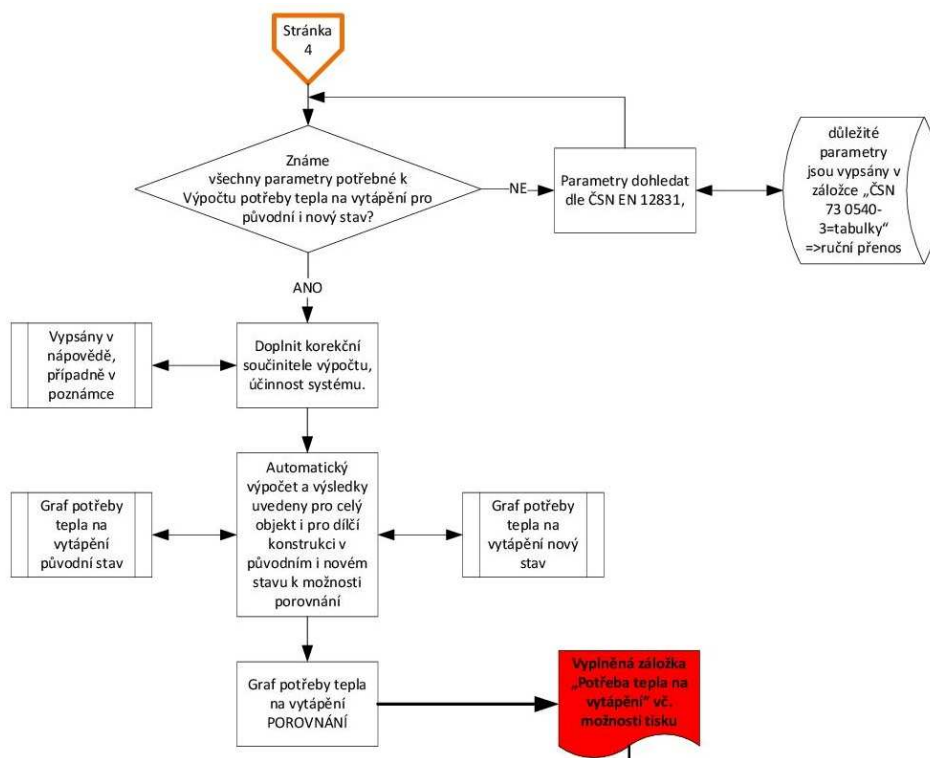 Stránka
4
Známe
všechny parametry potřebné k
Výpočtu potřeby tepla na vytápění pro
původní i nový stav?
NE
Parametry dohledat
dle ČSN EN 12831,
důležité
parametry
jsou vypsány v
záložce „ČSN
73 0540-
3=tabulky“
=>ruční přenos
ANO
Vypsány v
nápovědě,
případně v
poznámce
Doplnit korekční
součinitele výpočtu,
účinnost systému.
Graf potřeby
tepla na
vytápění
původní stav
Automatický
výpočet a výsledky
uvedeny pro celý
objekt i pro dílčí
konstrukci v
původním i novém
stavu k možnosti
porovnání
Graf potřeby
tepla na
vytápění nový
stav
Graf potřeby tepla
na vytápění
POROVNÁNÍ
Vyplněná záložka
„Potřeba tepla na
vytápění“ vč.
možnosti tisku